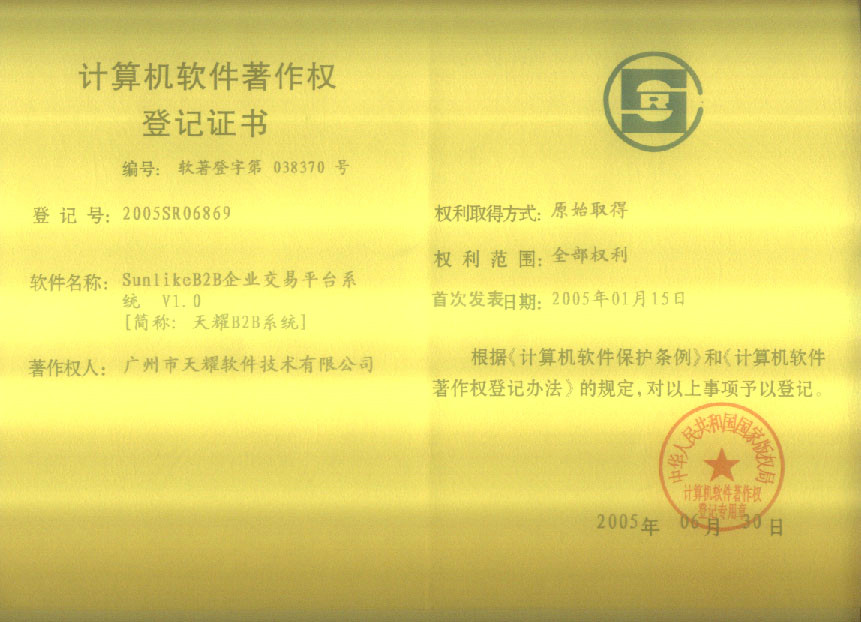 计算机软件著作权
登记证书
编号： 软著登字第 038370 号
登 记 号： 2005SR06869
软件名称： SunlikeB2B企业交易平台系
统 V1.0
[简称： 天耀B2B系统]
著作权人： 广州市天耀软件技术有限公司
SR
权利取得方式： 原始取得
权 利 范 围： 全部权利
首次发表日期： 2005年01月15日
根据《计算机软件保护条例》和《计算机软件
著作权登记办法》的规定，对以上事项予以登记。
中华人民共和国国家版权局
计算机软件著作权
登记专用章
2005年 06月 30日